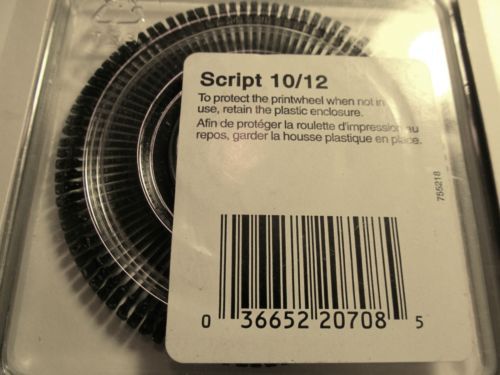 Script 10/12
To protect the printwheel when not in
use, retain the plastic enclosure.
Afin de protéger la roulette d'impression au
repos, garder la housse plastique en place.
755218
0 36652 20708 5